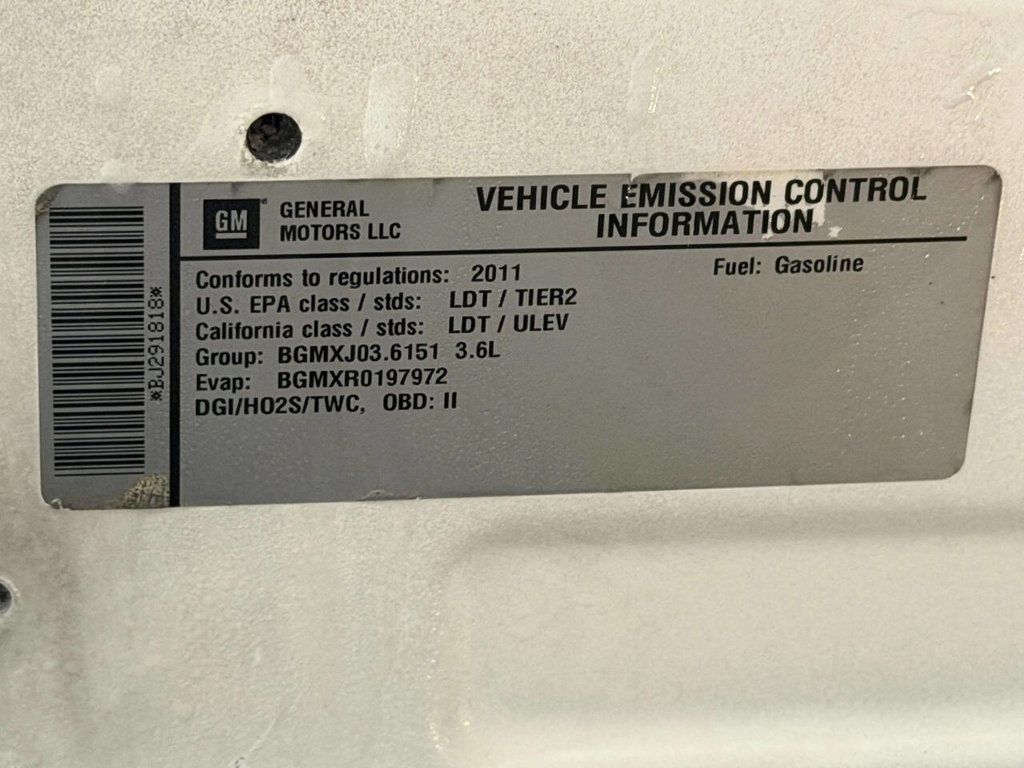 *BJ291818*
GM
GENERAL
MOTORS LLC
VEHICLE EMISSION CONTROL
INFORMATION
Conforms to regulations: 2011
Fuel: Gasoline
U.S. EPA class / stds: LDT / TIER2
California class / stds: LDT / ULEV
Group: BGMXJ03.6151 3.6L
Evap: BGMXR0197972
DGI/HO2S/TWC, OBD: II